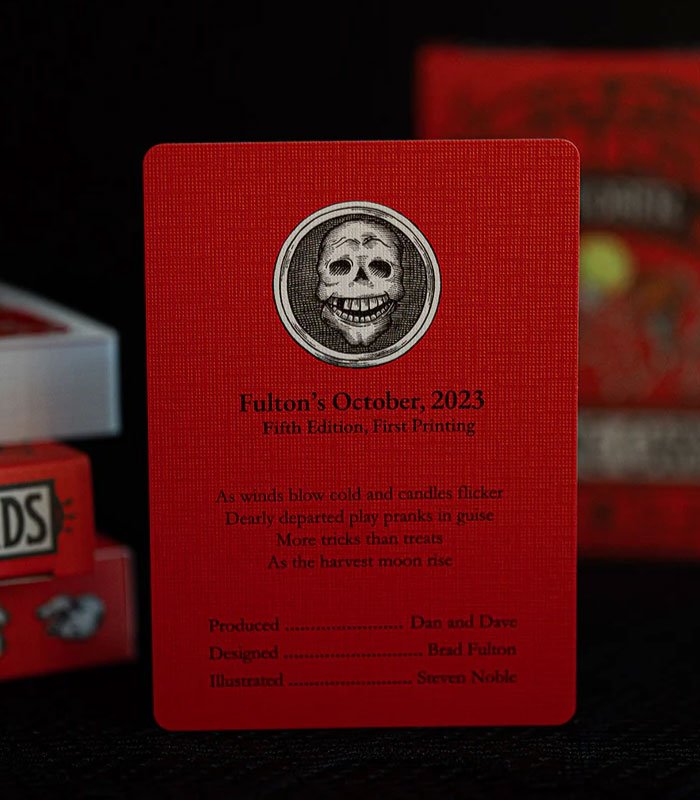 Fulton's October, 2023
Fifth Edition, First Printing
As winds blow cold and candles flicker
Dearly departed play pranks in guise
More tricks than treats
As the harvest moon rise
Produced ........................ Dan and Dave
Designed ............................ Brad Fulton
Illustrated ......................... Steven Noble
DS